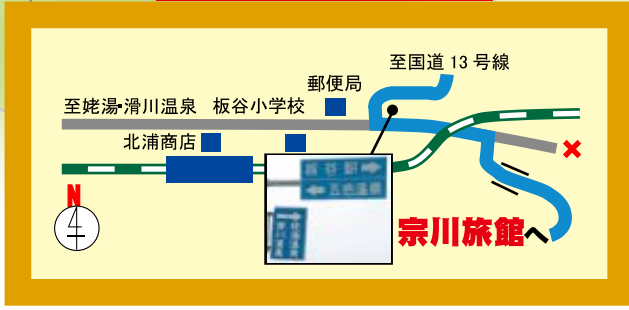 至国道13号線
郵便局
至姥湯・滑川温泉
板谷小学校
北浦商店
板谷駅
五色温泉
N
宗川旅館へ